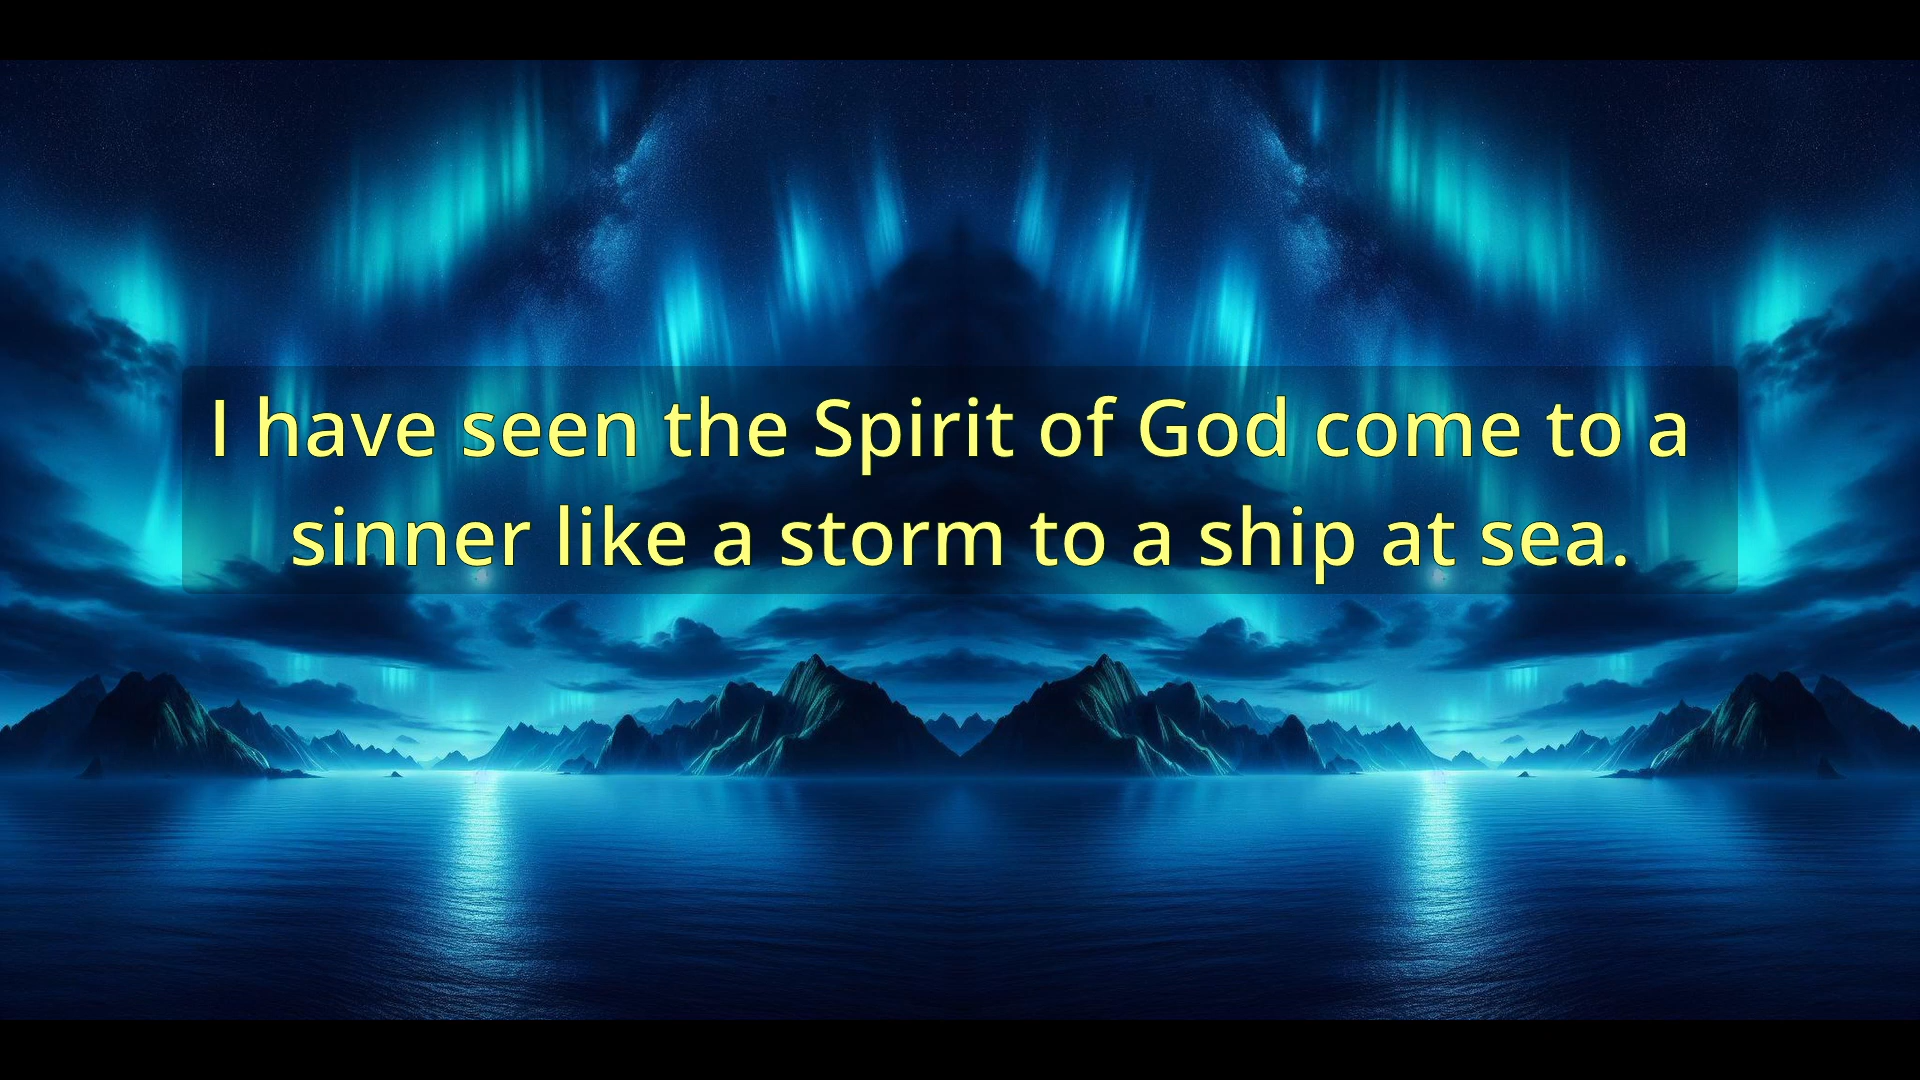 I have seen the Spirit of God come to a
sinner like a storm to a ship at sea.